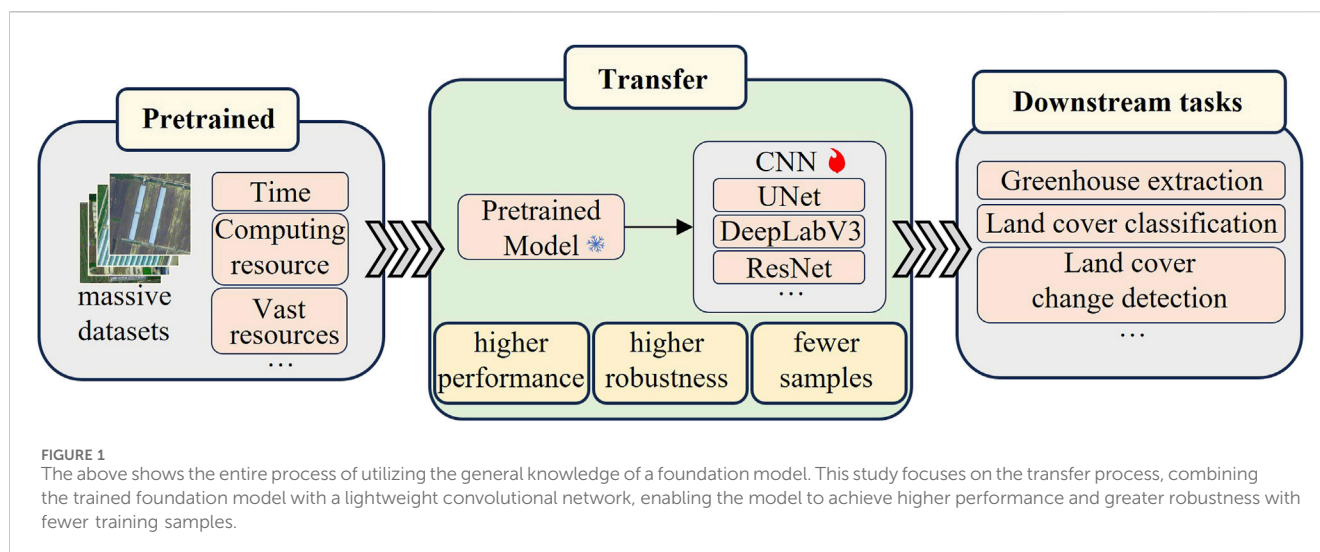 Pretrained
massive
datasets
Time
Computing
resource
Vast
resources
...
Transfer
Pretrained
Model
CNN
UNet
DeepLabV3
ResNet
...
higher
performance
higher
robustness
fewer
samples
Downstream tasks
Greenhouse extraction
Land cover classification
Land cover
change detection
...
FIGURE 1
The above shows the entire process of utilizing the general knowledge of a foundation model. This study focuses on the transfer process, combining
the trained foundation model with a lightweight convolutional network, enabling the model to achieve higher performance and greater robustness with
fewer training samples.